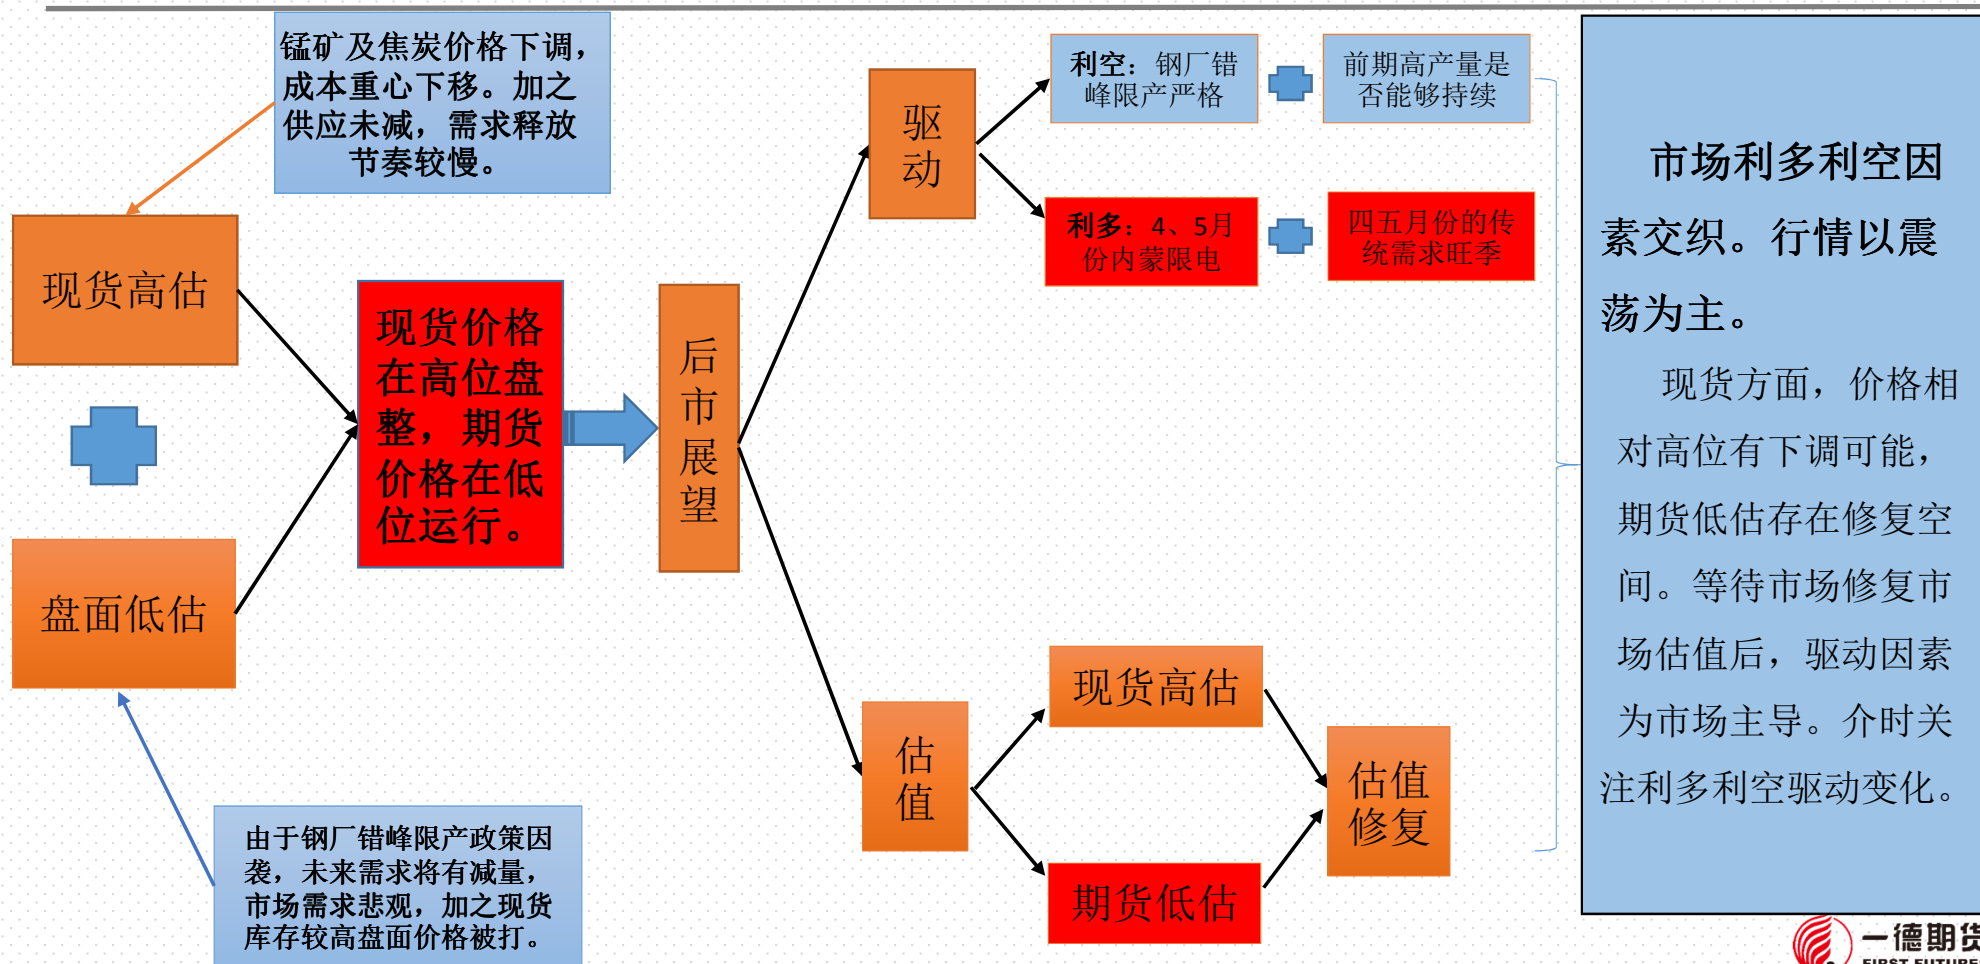 锰矿及焦炭价格下调，
成本重心下移。加之
供应未减，需求释放
节奏较慢。
现货高估
盘面低估
由于钢厂错峰限产政策因
袭，未来需求将有减量，
市场需求悲观，加之现货
库存较高盘面价格被打。
现货价格
在高位盘
整，期货
价格在低
位运行。
后
市
展
望
驱
动
利空：钢厂错
峰限产严格
前期高产量是
否能够持续
利多：4、5月
份内蒙限电
四五月份的传
统需求旺季
估
值
现货高估
期货低估
估值
修复
市场利多利空因
素交织。行情以震
荡为主。
现货方面，价格相
对高位有下调可能，
期货低估存在修复空
间。等待市场修复市
场估值后，驱动因素
为市场主导。介时关
注利多利空驱动变化。
一德期货
FIRST FUTURES